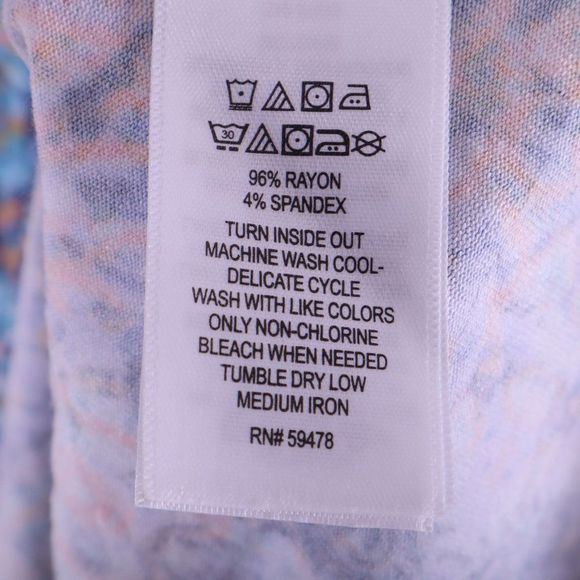 30
96% RAYON
4% SPANDEX
TURN INSIDE OUT
MACHINE WASH COOL-
DELICATE CYCLE
WASH WITH LIKE COLORS
ONLY NON-CHLORINE
BLEACH WHEN NEEDED
TUMBLE DRY LOW
MEDIUM IRON
RN# 59478